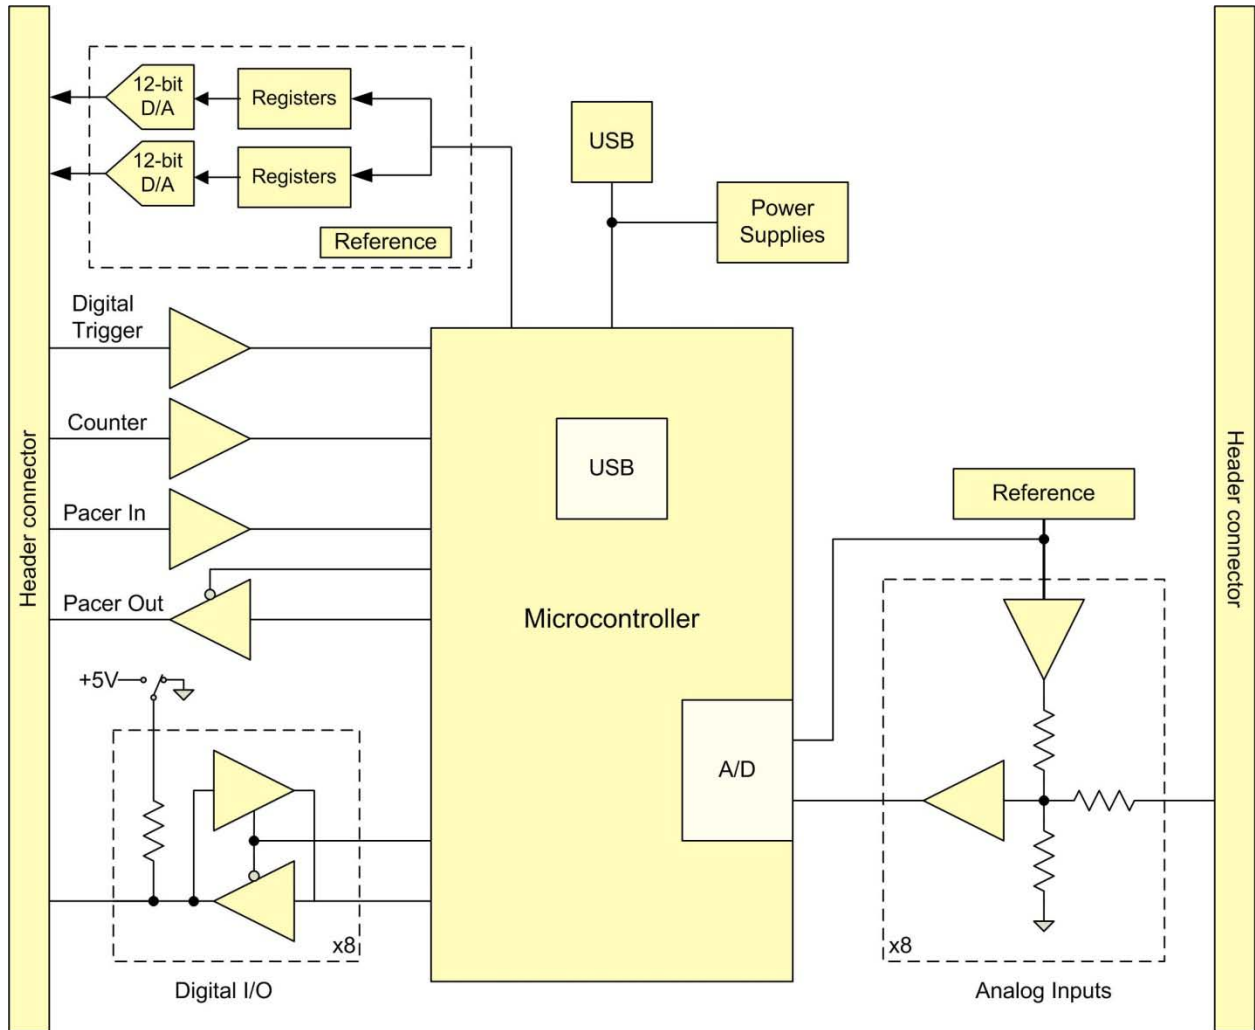 12-bit
D/A
Registers
12-bit
D/A
Registers
Reference
USB
Power
Supplies
Digital
Trigger
Counter
Pacer In
Pacer Out
+5V
x8
Digital I/O
Header connector
USB
Microcontroller
A/D
Reference
x8
Analog Inputs
Header connector